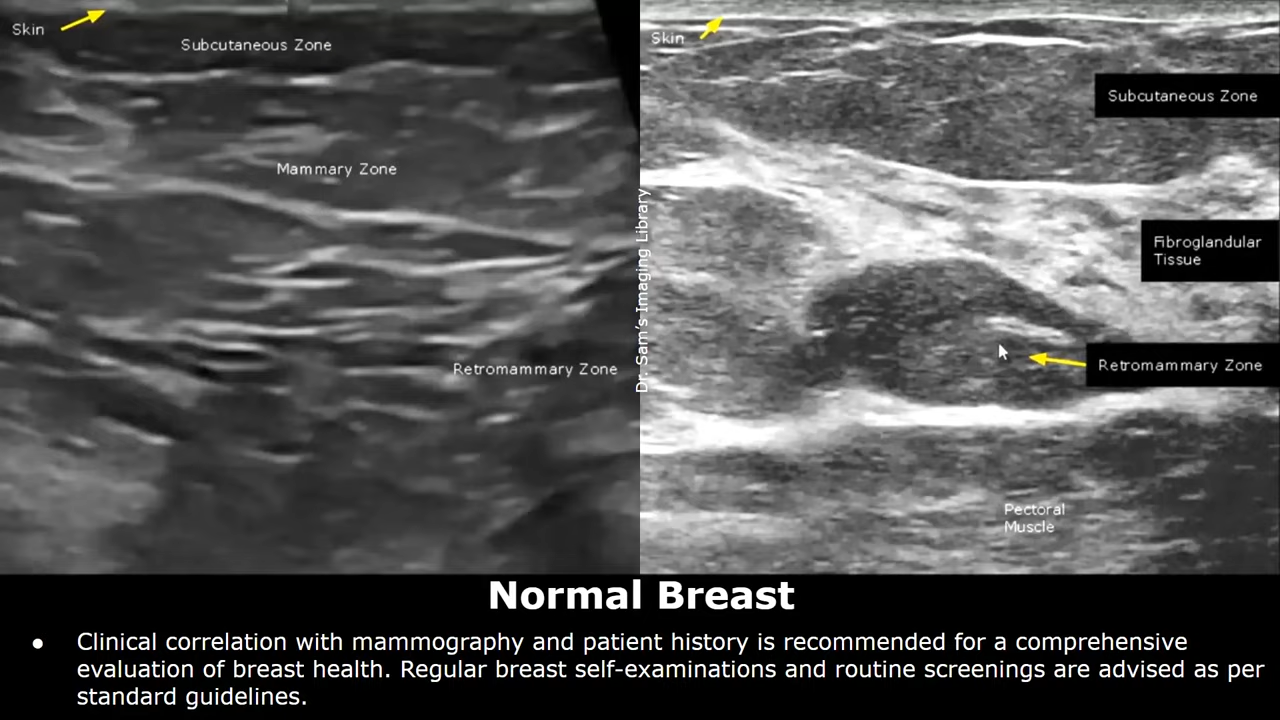 Skin
Subcutaneous Zone
Mammary Zone
Retromammary Zone
Dr. Sam's Imaging Library
Skin
Subcutaneous Zone
Fibroglandular
Tissue
Retromammary Zone
Pectoral
Muscle
Normal Breast
• Clinical correlation with mammography and patient history is recommended for a comprehensive
evaluation of breast health. Regular breast self-examinations and routine screenings are advised as per
standard guidelines.